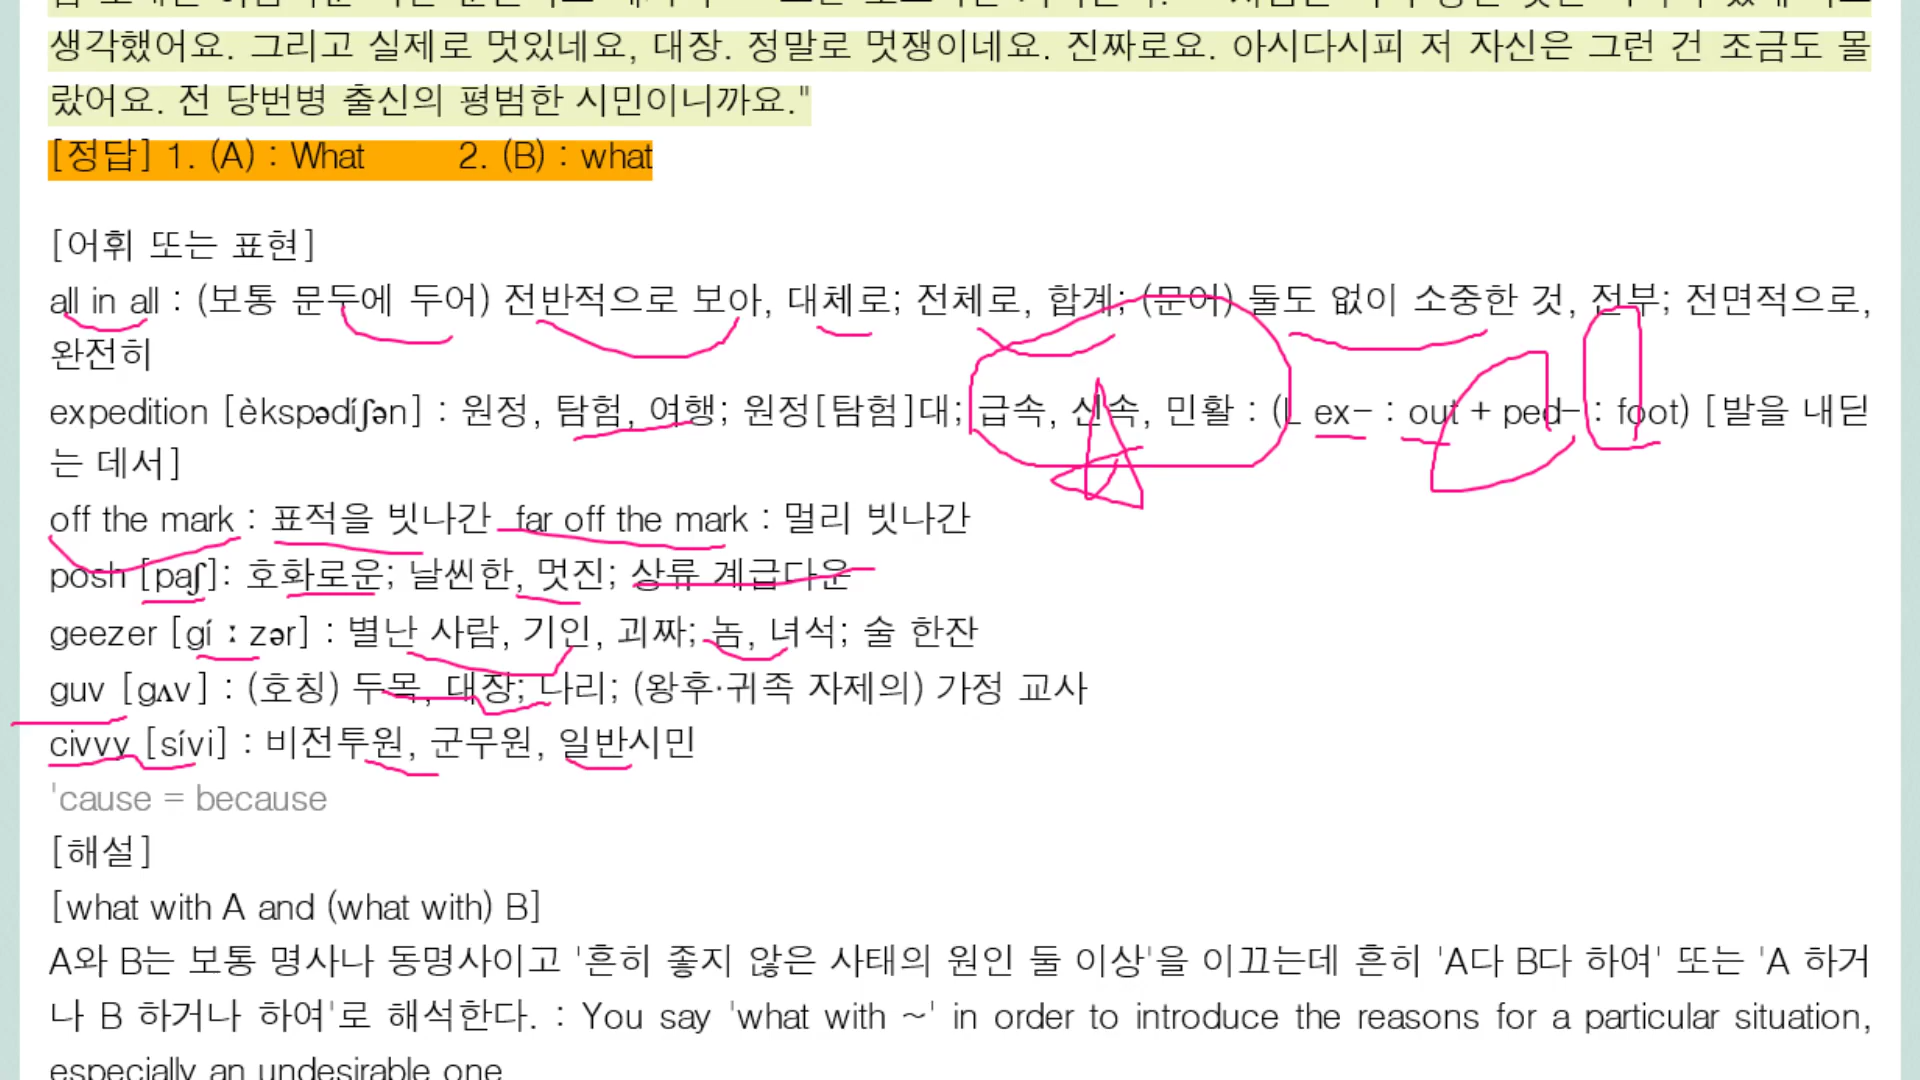 생각했어요. 그리고 실제로 멋있네요, 대장. 정말로 멋쟁이네요. 진짜로요. 아시다시피 저 자신은 그런 건 조금도 몰
랐어요. 전 당번병 출신의 평범한 시민이니까요."
[정답] 1. (A) : What 2. (B) : what
[어휘 또는 표현]
all in all : (보통 문두에 두어) 전반적으로 보아, 대체로; 전체로, 합계; (문어) 둘도 없이 소중한 것, 전부; 전면적으로,
완전히
expedition [èkspədíʃən] : 원정, 탐험, 여행; 원정[탐험]대; 급속, 신속, 민활 : (L ex- : out + ped- : foot) [발을 내딛
는 데서]
off the mark : 표적을 빗나간 far off the mark : 멀리 빗나간
posh [paʃ]: 호화로운; 날씬한, 멋진; 상류 계급다운
geezer [gíːzər] : 별난 사람, 기인, 괴짜; 놈, 녀석; 술 한잔
guv [gʌv] : (호칭) 두목, 대장; 나리; (왕후·귀족 자제의) 가정 교사
civvy [sívi] : 비전투원, 군무원, 일반시민
'cause = because
[해설]
[what with A and (what with) B]
A와 B는 보통 명사나 동명사이고 '흔히 좋지 않은 사태의 원인 둘 이상'을 이끄는데 흔히 'A다 B다 하여' 또는 'A 하거
나 B 하거나 하여'로 해석한다. : You say 'what with ~' in order to introduce the reasons for a particular situation,
especially an undesirable one